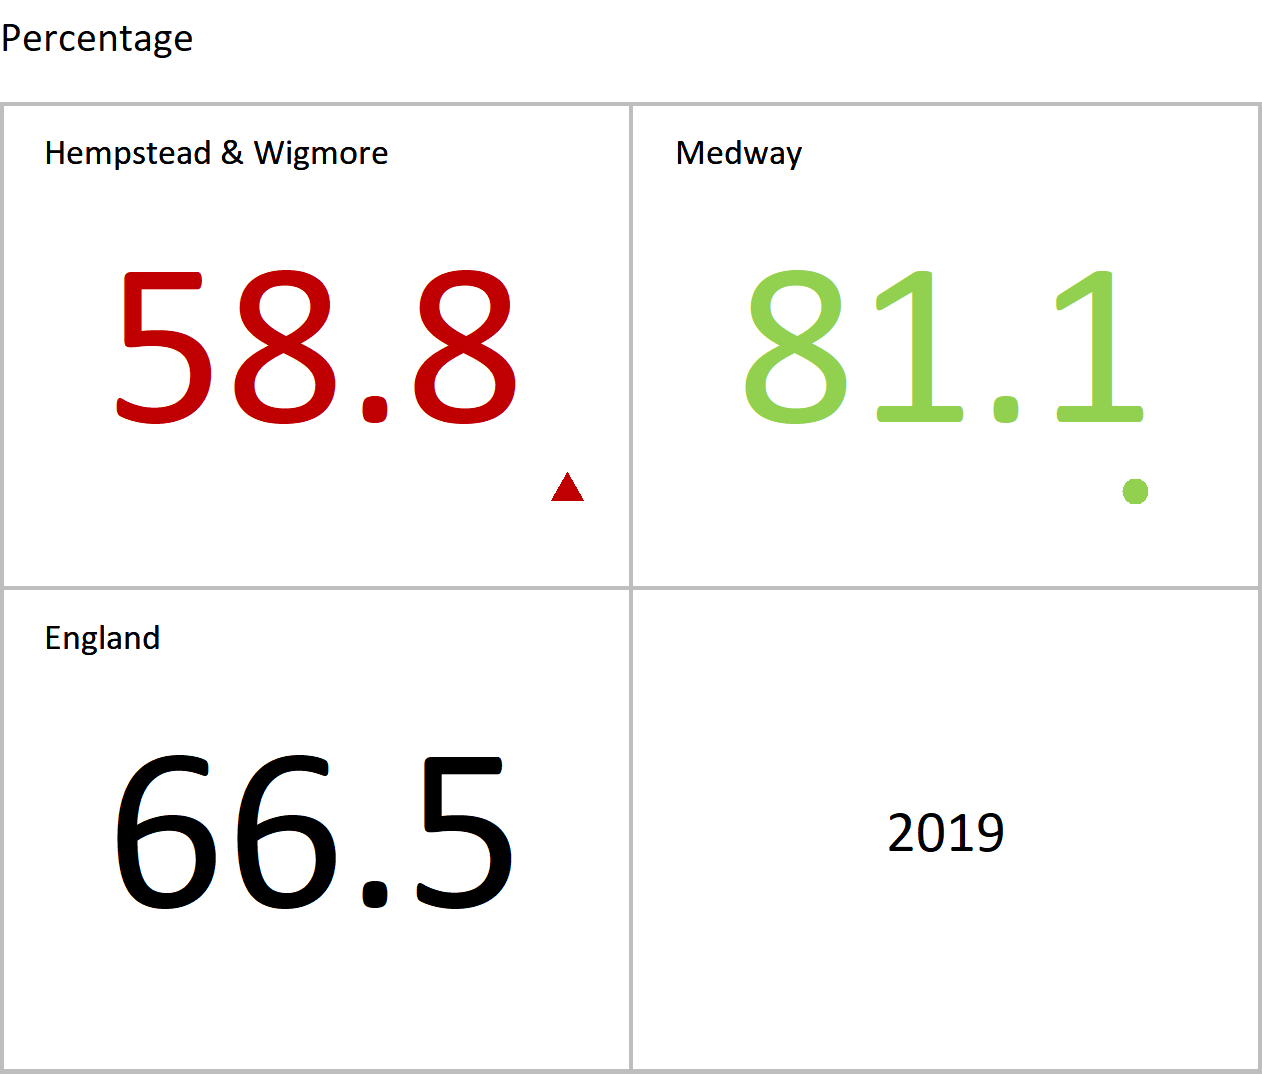 Percentage
Hempstead & Wigmore
58.8
Medway
81.1
England
66.5
2019